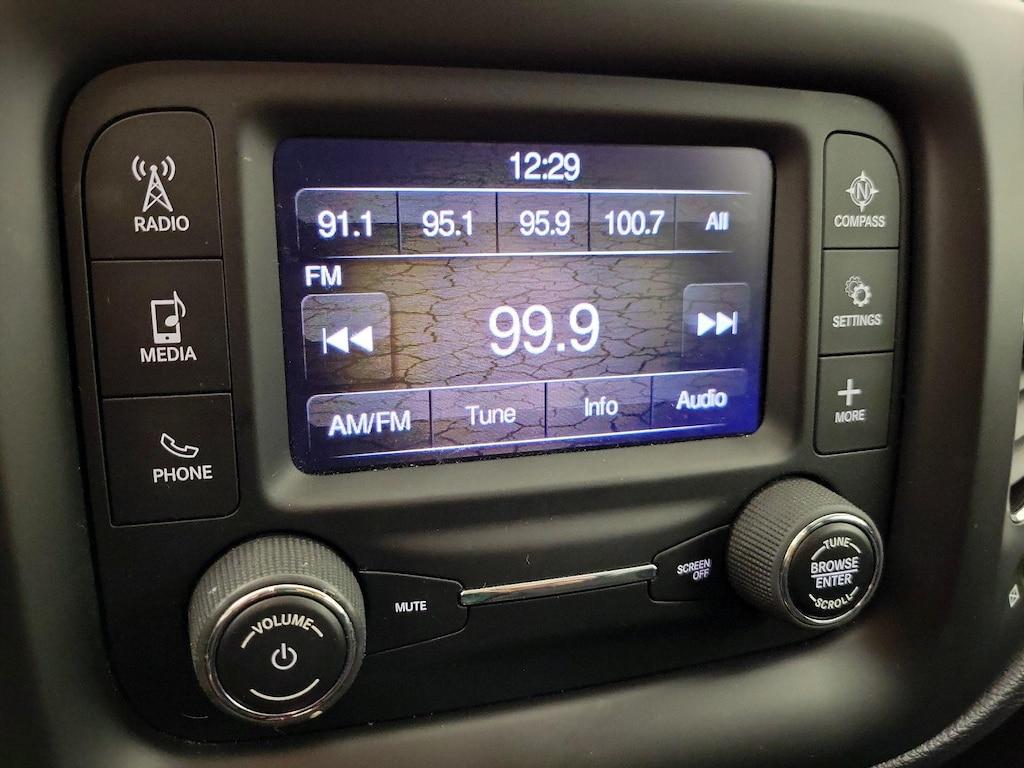 12:29
91.1 95.1 95.9 100.7 All
FM
99.9
AM/FM Tune Info Audio
RADIO
MEDIA
PHONE
N
COMPASS
SETTINGS
MORE
VOLUME
MUTE
SCREEN
OFF
TUNE
BROWSE
ENTER
SCROLL